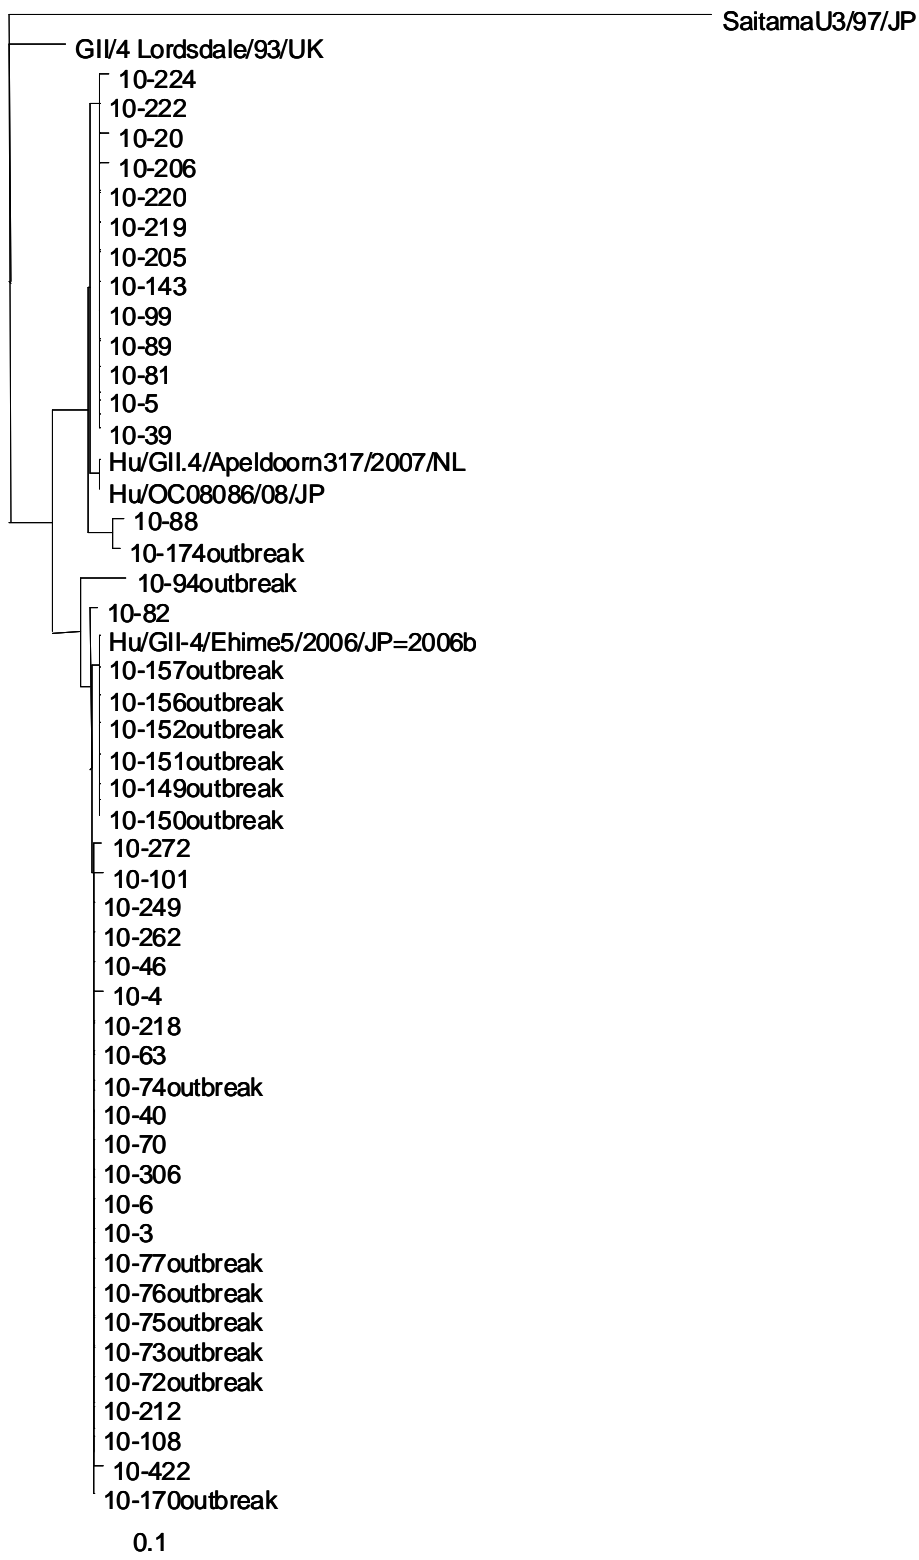 SaitamaU3/97/JP
GII/4 Lordsdale/93/UK
10-224
10-222
10-20
10-206
10-220
10-219
10-205
10-143
10-99
10-89
10-81
10-5
10-39
Hu/GII.4/Apeldoorn317/2007/NL
Hu/OC08086/08/JP
10-88
10-174outbreak
10-94outbreak
10-82
Hu/GII-4/Ehime5/2006/JP=2006b
10-157outbreak
10-156outbreak
10-152outbreak
10-151outbreak
10-149outbreak
10-150outbreak
10-272
10-101
10-249
10-262
10-46
10-4
10-218
10-63
10-74outbreak
10-40
10-70
10-306
10-6
10-3
10-77outbreak
10-76outbreak
10-75outbreak
10-73outbreak
10-72outbreak
10-212
10-108
10-422
10-170outbreak
0.1